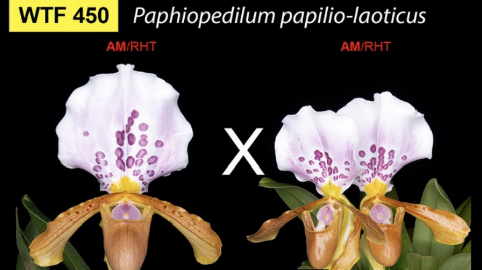 WTF 450 Paphiopedilum papilio-laoticus
AM/RHT AM/RHT
X